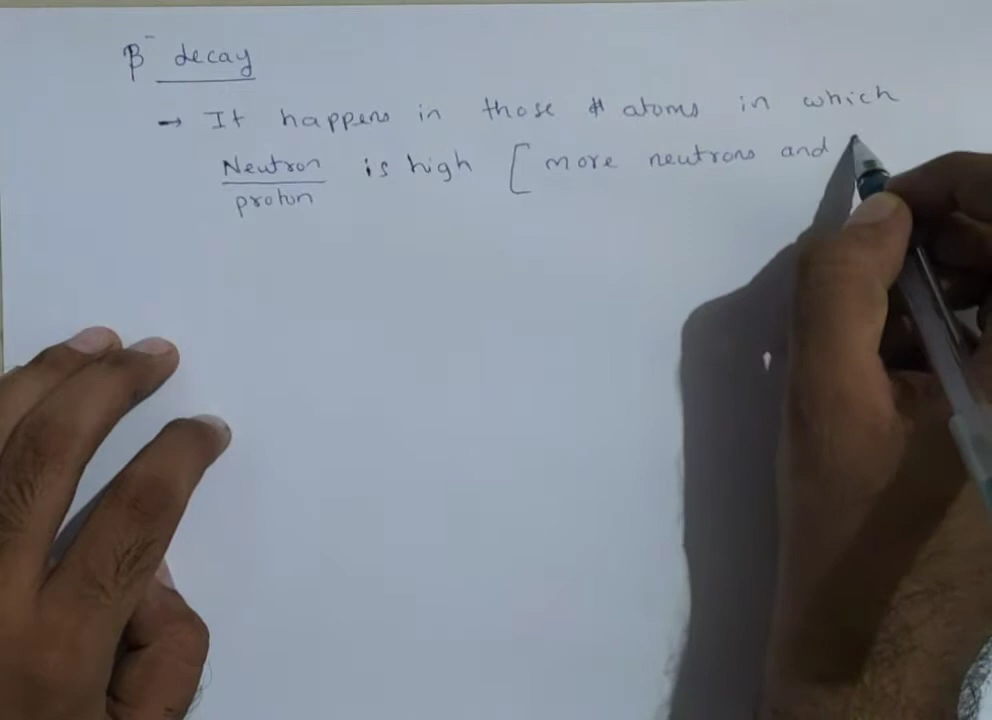 β⁻ decay
→ It happens in those atoms in which
Neutron is high [ more neutrons and
proton